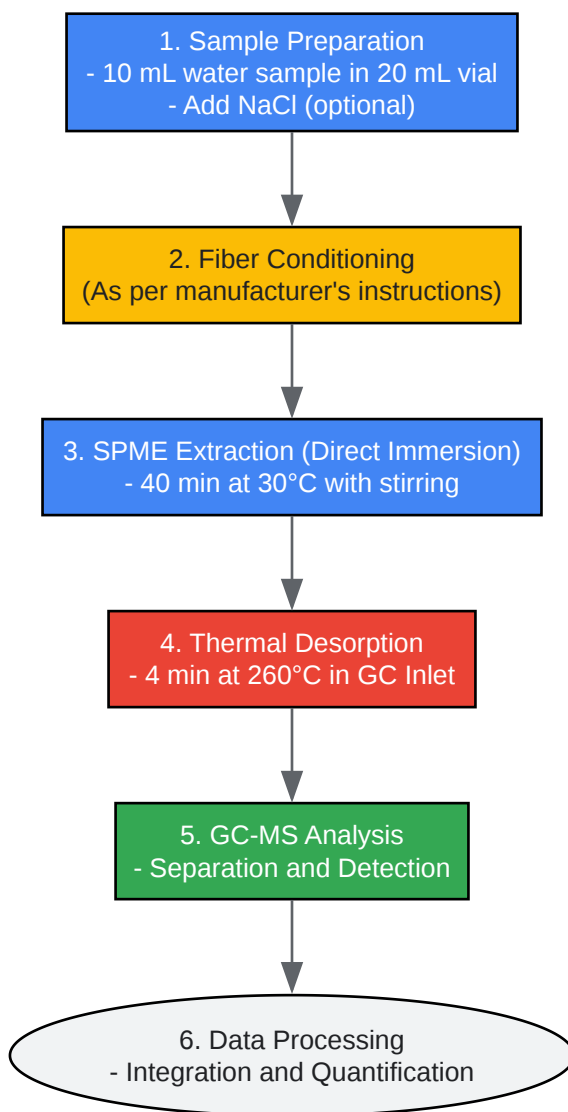 1. Sample Preparation
- 10 mL water sample in 20 mL vial
- Add NaCl (optional)
2. Fiber Conditioning
(As per manufacturer's instructions)
3. SPME Extraction (Direct Immersion)
- 40 min at 30°C with stirring
4. Thermal Desorption
- 4 min at 260°C in GC Inlet
5. GC-MS Analysis
- Separation and Detection
6. Data Processing
- Integration and Quantification